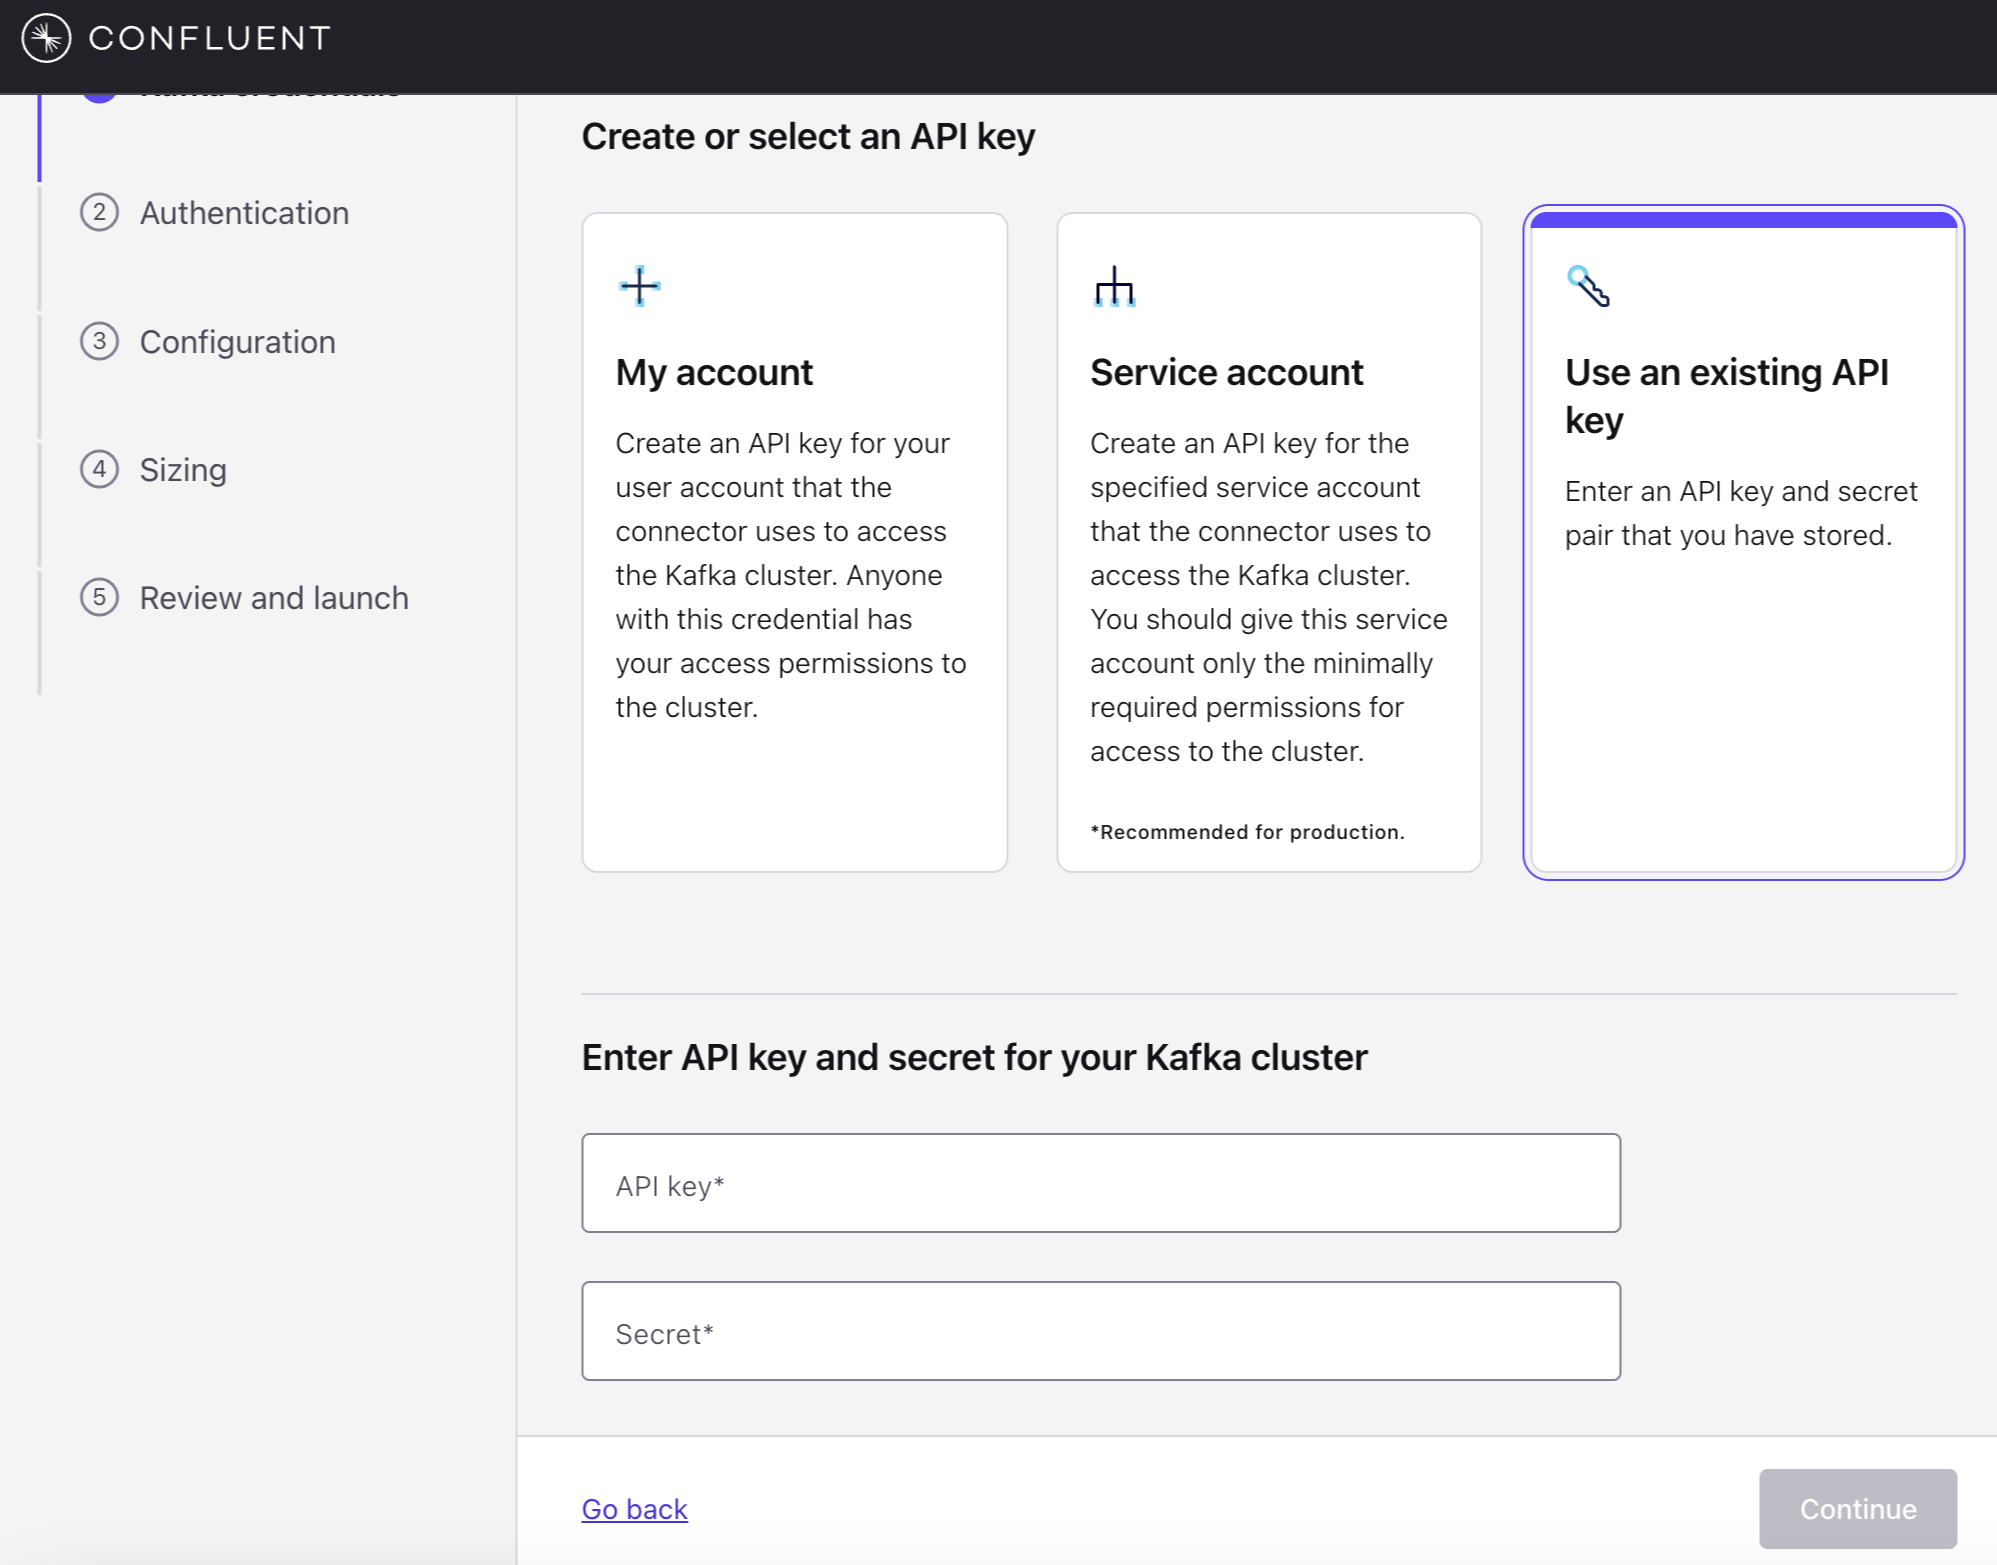 CONFLUENT
2 Authentication
3 Configuration
4 Sizing
5 Review and launch
Create or select an API key
My account
Create an API key for your
user account that the
connector uses to access
the Kafka cluster. Anyone
with this credential has
your access permissions to
the cluster.
Service account
Create an API key for the
specified service account
that the connector uses to
access the Kafka cluster.
You should give this service
account only the minimally
required permissions for
access to the cluster.
*Recommended for production.
Use an existing API
key
Enter an API key and secret
pair that you have stored.
Enter API key and secret for your Kafka cluster
API key*
Secret*
Go back
Continue